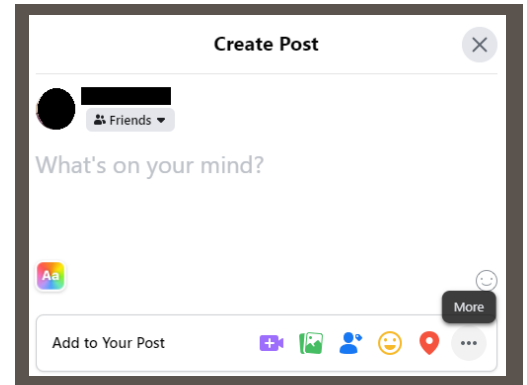 Create Post
Friends
What's on your mind?
Aa
More
Add to Your Post